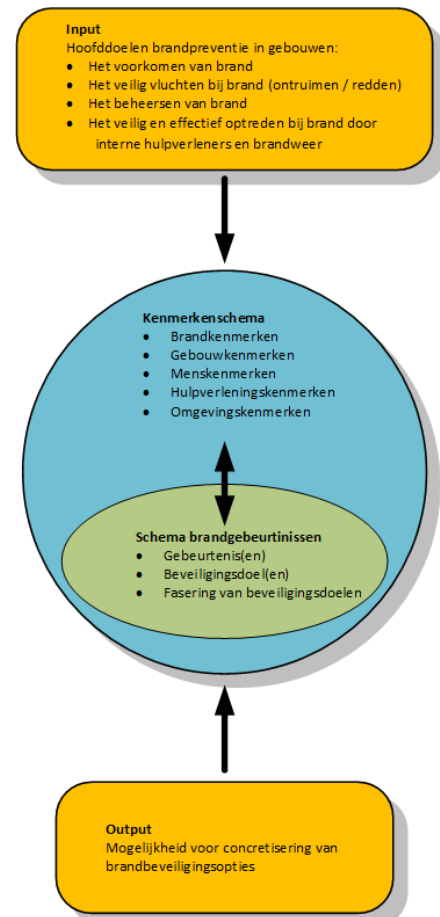 Input
Hoofddoelen brandpreventie in gebouwen:
• Het voorkomen van brand
• Het veilig vluchten bij brand (ontruimen / redden)
• Het beheersen van brand
• Het veilig en effectief optreden bij brand door
interne hulpverleners en brandweer
Kenmerkenschema
• Brandkenmerken
• Gebouwkenmerken
• Menskenmerken
• Hulpverleningskenmerken
• Omgevingskenmerken
Schema brandgebeurtinissen
• Gebeurtenis(en)
• Beveiligingsdoel(en)
• Fasering van beveiligingsdoelen
Output
Mogelijkheid voor concretisering van
brandbeveiligingsopties